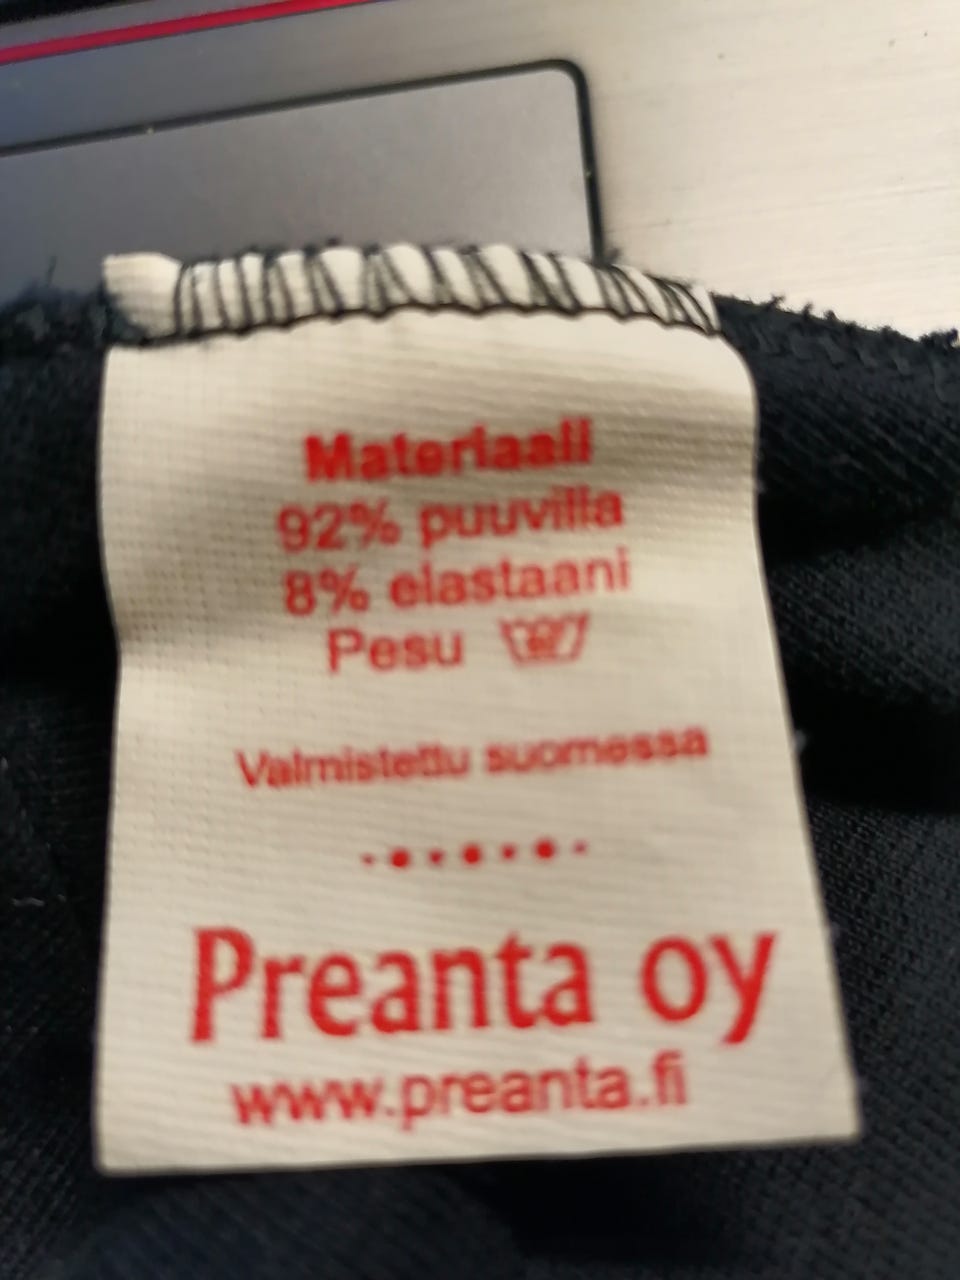 Materiaali
92% puuvilla
8% elastaani
Pesu
Valmistettu suomessa
Preanta oy
www.preanta.fi